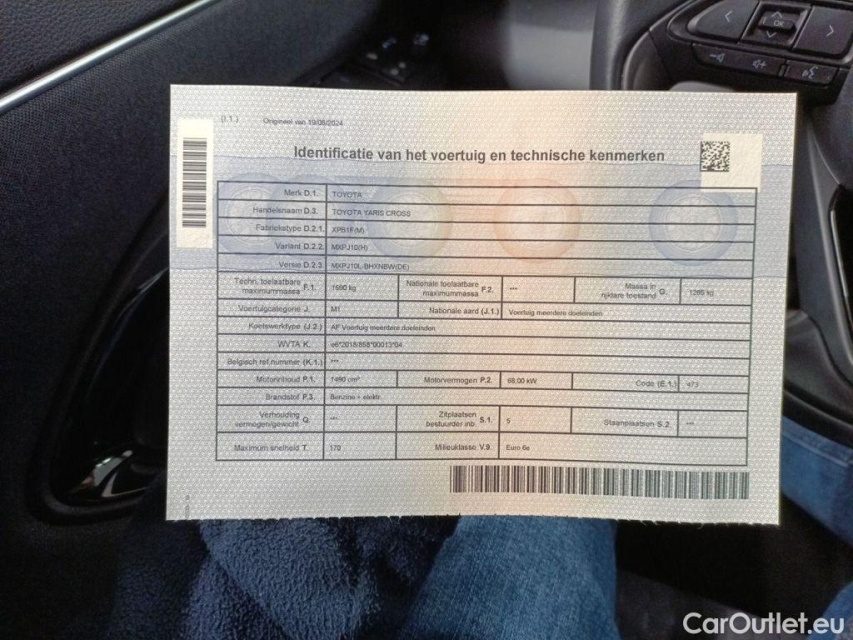 (I.1.) Origineel van 19/08/2024
Identificatie van het voertuig en technische kenmerken
Merk D.1. TOYOTA
Handelsnaam D.3. TOYOTA YARIS CROSS
Fabriekstype D.2.1. XPB1F(M)
Variant D.2.2. MXPJ10(H)
Versie D.2.3. MXPJ10L-BHXNBW(DE)
Techn. toelaatbare maximummassa F.1. Nationale toelaatbare maximummassa F.2. --- Massa in rijklare toestand G. 1260 kg
Voertuigcategorie J. M1 Nationale aard (J.1.) Voertuig meerdere doeleinden
Koetswerktype (J.2.) AF Voertuig meerdere doeleinden
WVTA K. e6*2018/858*00013*04
Belgisch ref.nummer (K.1.) ---
Motorinhoud P.1. 1490 cm³ Motorvermogen P.2. 68.00 kW Code (E.1.) 473
Brandstof P.3. Benzine + elektr.
Verhouding vermogen/gewicht Q. --- Zitplaatsen bestuurder inb. S.1. 5 Staanplaatsen S.2. ---
Maximum snelheid T. 170 Milieuklasse V.9. Euro 6e
CarOutlet.eu